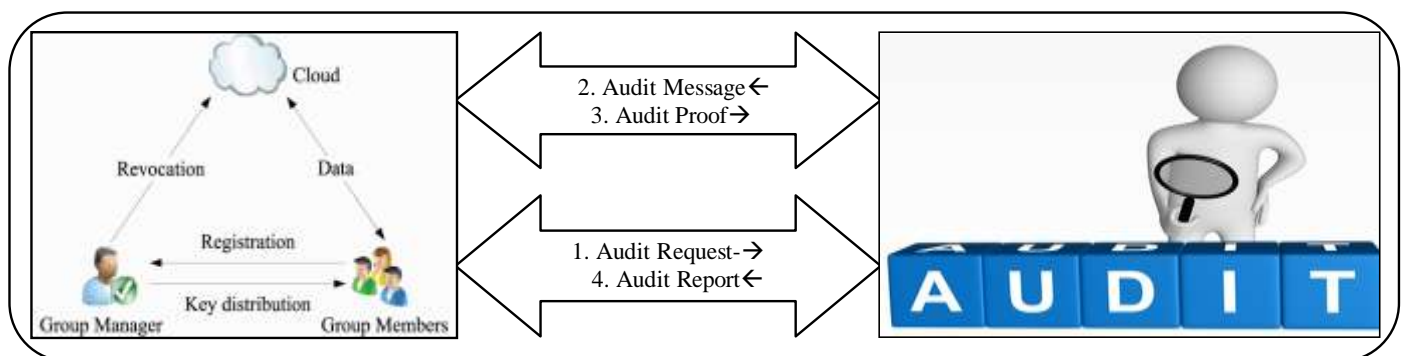 Cloud
Revocation
Data
Registration
Key distribution
Group Manager
Group Members
2. Audit Message←
3. Audit Proof→
1. Audit Request-→
4. Audit Report←
A U D I T
A U D I T